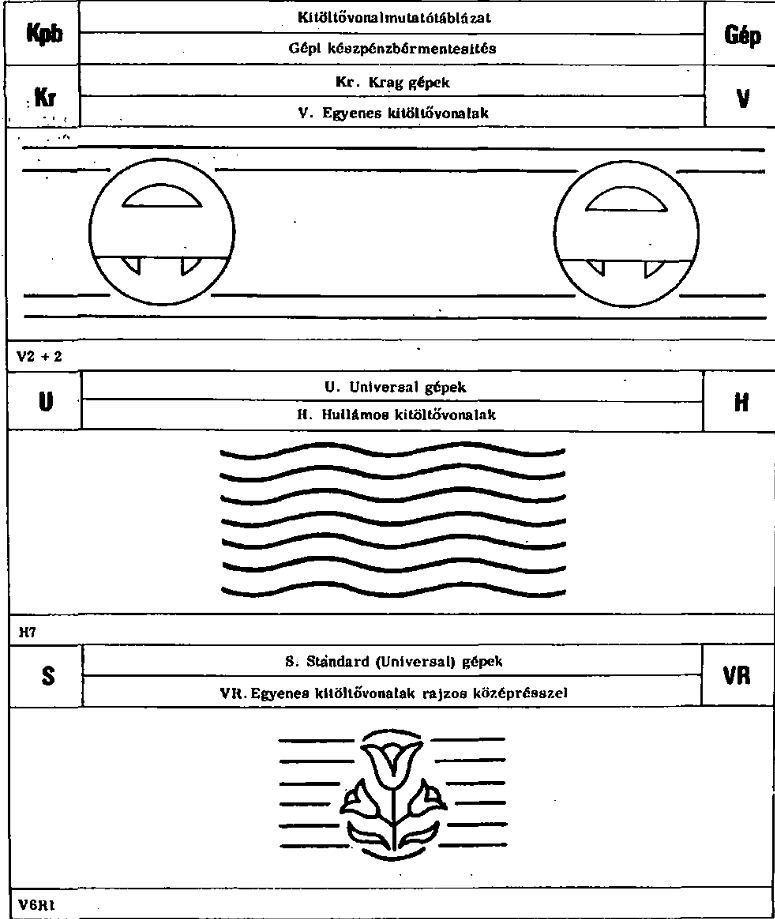 Kpb
Kitöltővonalmutatótáblázat
Gépi készpénzbérmentesítés
Gép
Kr
Kr. Krag gépek
V. Egyenes kitöltővonalak
V
V2 + 2
U
U. Universal gépek
H. Hullámos kitöltővonalak
H
H7
S
S. Standard (Universal) gépek
VR. Egyenes kitöltővonalak rajzos középrésszel
VR
V6R1